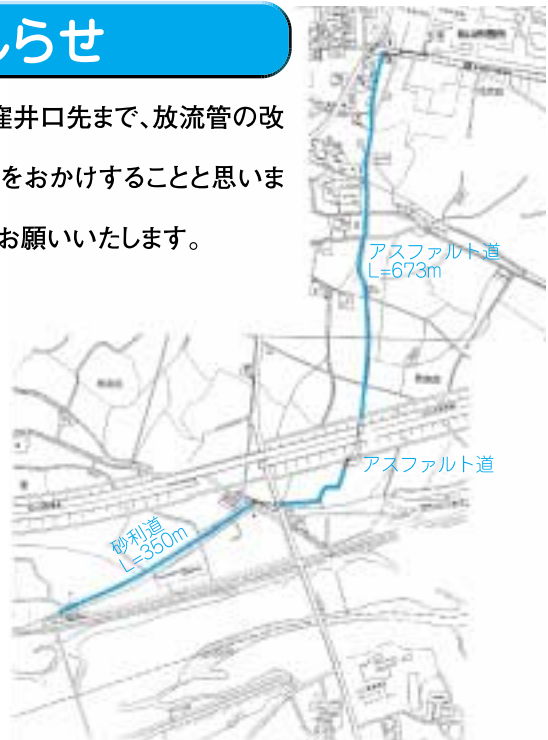 らせ
窪井口先まで、放流管の改
をおかけすることと思いま
お願いいたします。
アスファルト道
L=673m
アスファルト道
砂利道
L=350m